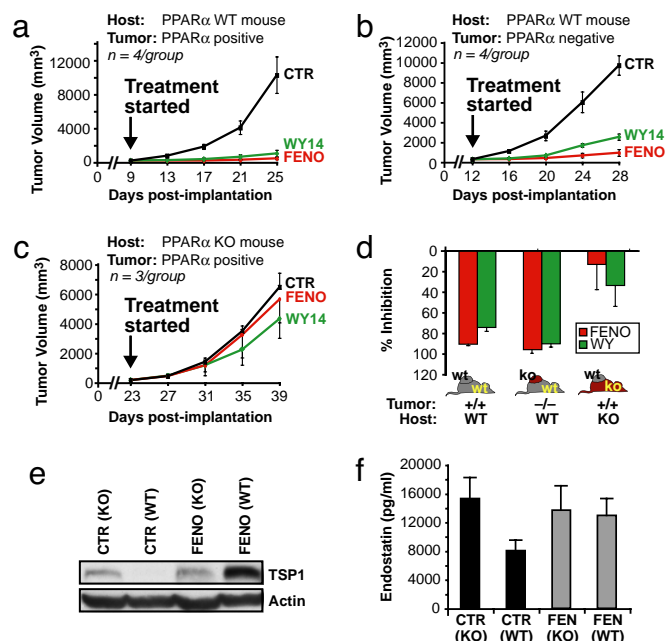 a
Host: PPARα WT mouse
Tumor: PPARα positive
n = 4/group
Treatment
started
CTR
WY14
FENO
Tumor Volume (mm3)
12000
8000
4000
0
0 9 13 17 21 25
Days post-implantation
b
Host: PPARα WT mouse
Tumor: PPARα negative
n = 4/group
Treatment
started
CTR
WY14
FENO
Tumor Volume (mm3)
10000
8000
6000
4000
2000
0
0 12 16 20 24 28
Days post-implantation
c
Host: PPARα KO mouse
Tumor: PPARα positive
n = 3/group
Treatment
started
CTR
FENO
WY14
Tumor Volume (mm3)
8000
6000
4000
2000
0
0 23 27 31 35 39
Days post-implantation
d
% Inhibition
0
20
40
60
80
100
120
FENO
WY
wt wt ko wt wt ko
Tumor: +/+ −/− +/+
Host: WT WT KO
e
CTR (KO)
CTR (WT)
FENO (KO)
FENO (WT)
TSP1
Actin
f
Endostatin (pg/ml)
20000
16000
12000
8000
4000
0
CTR CTR FEN FEN
(KO) (WT) (KO) (WT)